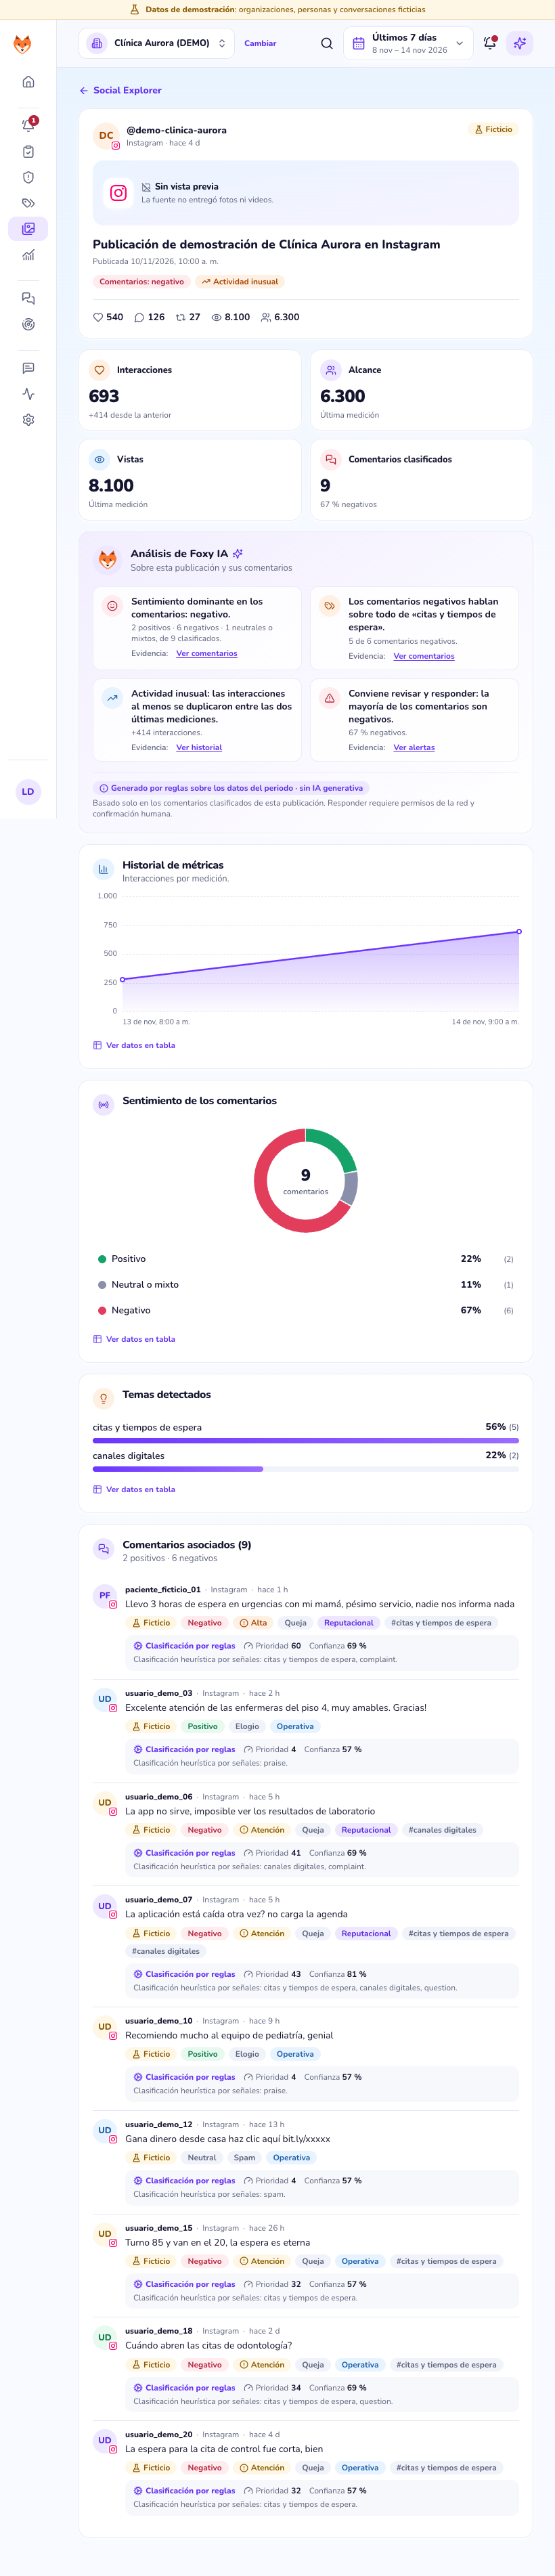 Datos de demostración: organizaciones, personas y conversaciones ficticias
Clínica Aurora (DEMO)
Cambiar
Últimos 7 días
8 nov – 14 nov 2026
1
LD
Social Explorer
DC
@demo-clinica-aurora
Instagram · hace 4 d
Ficticio
Sin vista previa
La fuente no entregó fotos ni videos.
Publicación de demostración de Clínica Aurora en Instagram
Publicada 10/11/2026, 10:00 a. m.
Comentarios: negativo
Actividad inusual
540
126
27
8.100
6.300
Interacciones
693
+414 desde la anterior
Alcance
6.300
Última medición
Vistas
8.100
Última medición
Comentarios clasificados
9
67 % negativos
Análisis de Foxy IA
Sobre esta publicación y sus comentarios
Sentimiento dominante en los
comentarios: negativo.
2 positivos · 6 negativos · 1 neutrales o
mixtos, de 9 clasificados.
Evidencia: Ver comentarios
Los comentarios negativos hablan
sobre todo de «citas y tiempos de
espera».
5 de 6 comentarios negativos.
Evidencia: Ver comentarios
Actividad inusual: las interacciones
al menos se duplicaron entre las dos
últimas mediciones.
+414 interacciones.
Evidencia: Ver historial
Conviene revisar y responder: la
mayoría de los comentarios son
negativos.
67 % negativos.
Evidencia: Ver alertas
Generado por reglas sobre los datos del periodo · sin IA generativa
Basado solo en los comentarios clasificados de esta publicación. Responder requiere permisos de la red y
confirmación humana.
Historial de métricas
Interacciones por medición.
1.000
750
500
250
0
13 de nov, 8:00 a. m.
14 de nov, 9:00 a. m.
Ver datos en tabla
Sentimiento de los comentarios
9
comentarios
Positivo 22% (2)
Neutral o mixto 11% (1)
Negativo 67% (6)
Ver datos en tabla
Temas detectados
citas y tiempos de espera 56% (5)
canales digitales 22% (2)
Ver datos en tabla
Comentarios asociados (9)
2 positivos · 6 negativos
PF
paciente_ficticio_01 · Instagram · hace 1 h
Llevo 3 horas de espera en urgencias con mi mamá, pésimo servicio, nadie nos informa nada
Ficticio Negativo Alta Queja Reputacional #citas y tiempos de espera
Clasificación por reglas Prioridad 60 Confianza 69 %
Clasificación heurística por señales: citas y tiempos de espera, complaint.
UD
usuario_demo_03 · Instagram · hace 2 h
Excelente atención de las enfermeras del piso 4, muy amables. Gracias!
Ficticio Positivo Elogio Operativa
Clasificación por reglas Prioridad 4 Confianza 57 %
Clasificación heurística por señales: praise.
UD
usuario_demo_06 · Instagram · hace 5 h
La app no sirve, imposible ver los resultados de laboratorio
Ficticio Negativo Atención Queja Reputacional #canales digitales
Clasificación por reglas Prioridad 41 Confianza 69 %
Clasificación heurística por señales: canales digitales, complaint.
UD
usuario_demo_07 · Instagram · hace 5 h
La aplicación está caída otra vez? no carga la agenda
Ficticio Negativo Atención Queja Reputacional #citas y tiempos de espera
#canales digitales
Clasificación por reglas Prioridad 43 Confianza 81 %
Clasificación heurística por señales: citas y tiempos de espera, canales digitales, question.
UD
usuario_demo_10 · Instagram · hace 9 h
Recomiendo mucho al equipo de pediatría, genial
Ficticio Positivo Elogio Operativa
Clasificación por reglas Prioridad 4 Confianza 57 %
Clasificación heurística por señales: praise.
UD
usuario_demo_12 · Instagram · hace 13 h
Gana dinero desde casa haz clic aquí bit.ly/xxxxx
Ficticio Neutral Spam Operativa
Clasificación por reglas Prioridad 4 Confianza 57 %
Clasificación heurística por señales: spam.
UD
usuario_demo_15 · Instagram · hace 26 h
Turno 85 y van en el 20, la espera es eterna
Ficticio Negativo Atención Queja Operativa #citas y tiempos de espera
Clasificación por reglas Prioridad 32 Confianza 57 %
Clasificación heurística por señales: citas y tiempos de espera.
UD
usuario_demo_18 · Instagram · hace 2 d
Cuándo abren las citas de odontología?
Ficticio Negativo Atención Queja Operativa #citas y tiempos de espera
Clasificación por reglas Prioridad 34 Confianza 69 %
Clasificación heurística por señales: citas y tiempos de espera, question.
UD
usuario_demo_20 · Instagram · hace 4 d
La espera para la cita de control fue corta, bien
Ficticio Negativo Atención Queja Operativa #citas y tiempos de espera
Clasificación por reglas Prioridad 32 Confianza 57 %
Clasificación heurística por señales: citas y tiempos de espera.